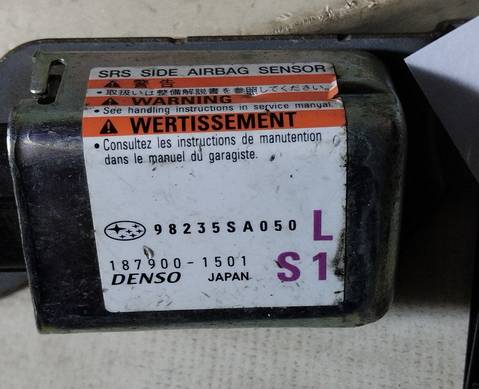 SRS SIDE AIRBAG SENSOR
警告
・取扱いは整備解説書を参照してください。
WARNING
• See handling instructions in service manual.
WERTISSEMENT
• Consultez les instructions de manutention
dans le manuel du garagiste.
98235SA050 L
187900-1501 S1
DENSO JAPAN